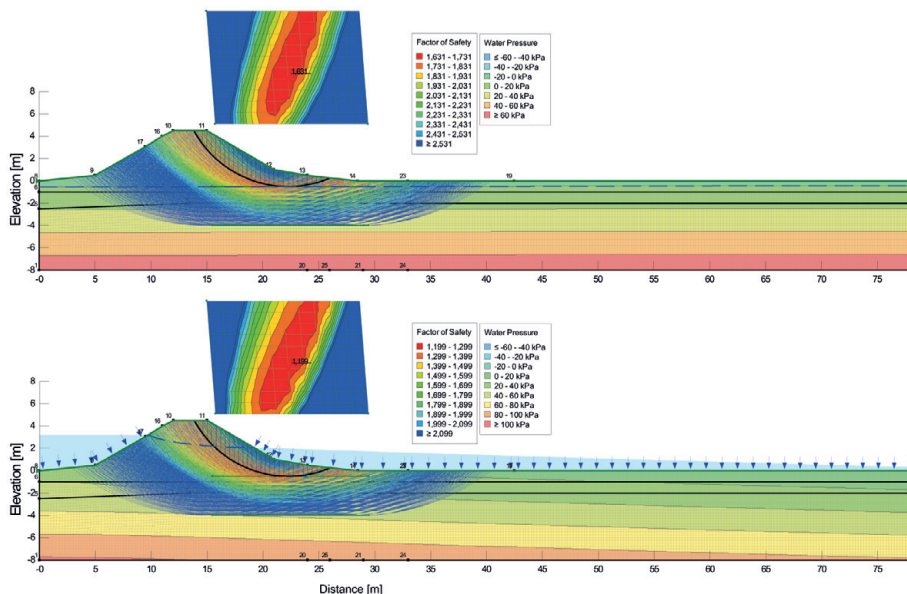 1,631
Factor of Safety
1,631 - 1,731
1,731 - 1,831
1,831 - 1,931
1,931 - 2,031
2,031 - 2,131
2,131 - 2,231
2,231 - 2,331
2,331 - 2,431
2,431 - 2,531
≥ 2,531
Water Pressure
≤ -60 - -40 kPa
-40 - -20 kPa
-20 - 0 kPa
0 - 20 kPa
20 - 40 kPa
40 - 60 kPa
≥ 60 kPa
Elevation [m]
8
6
4
2
0
-2
-4
-6
-8
9
17
16
10
11
13
14
23
19
1
20
25
21
24
-0
5
10
15
20
25
30
35
40
45
50
55
60
65
70
75
1,199
Factor of Safety
1,199 - 1,299
1,299 - 1,399
1,399 - 1,499
1,499 - 1,599
1,599 - 1,699
1,699 - 1,799
1,799 - 1,899
1,899 - 1,999
1,999 - 2,099
≥ 2,099
Water Pressure
≤ -60 - -40 kPa
-40 - -20 kPa
-20 - 0 kPa
0 - 20 kPa
20 - 40 kPa
40 - 60 kPa
60 - 80 kPa
80 - 100 kPa
≥ 100 kPa
Elevation [m]
8
6
4
2
0
-2
-4
-6
-8
9
17
16
10
11
1
20
25
21
24
-0
5
10
15
20
25
30
35
40
45
50
55
60
65
70
75
Distance [m]